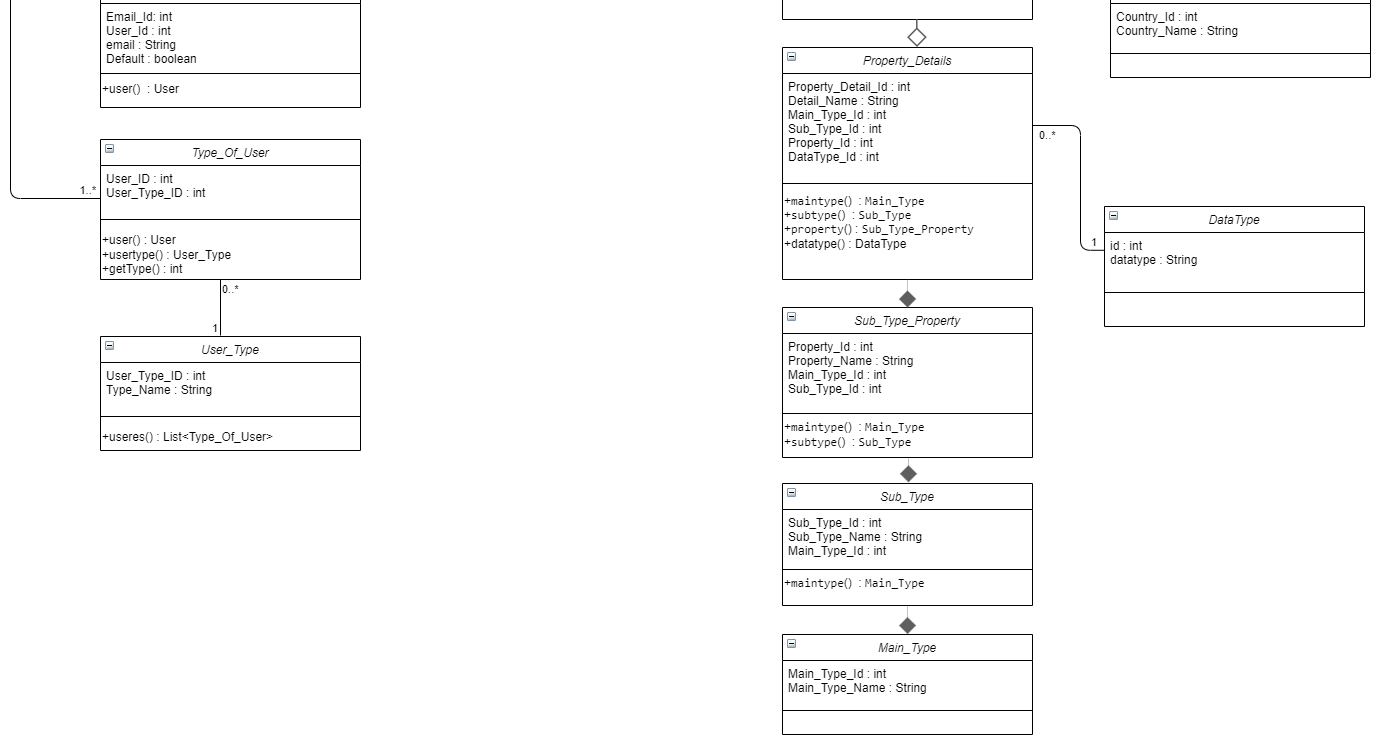 Email_Id: int
User_Id : int
email : String
Default : boolean
+user()  : User
Type_Of_User
1..*
User_ID : int
User_Type_ID : int
+user() : User
+usertype() : User_Type
+getType() : int
0..*
1
User_Type
User_Type_ID : int
Type_Name : String
+useres() : List<Type_Of_User>
Property_Details
Property_Detail_Id : int
Detail_Name : String
Main_Type_Id : int
Sub_Type_Id : int
Property_Id : int
DataType_Id : int
+maintype()  : Main_Type
+subtype() : Sub_Type
+property() : Sub_Type_Property
+datatype() : DataType
Sub_Type_Property
Property_Id : int
Property_Name : String
Main_Type_Id : int
Sub_Type_Id : int
+maintype()  : Main_Type
+subtype()  : Sub_Type
Sub_Type
Sub_Type_Id : int
Sub_Type_Name : String
Main_Type_Id : int
+maintype()  : Main_Type
Main_Type
Main_Type_Id : int
Main_Type_Name : String
Country_Id : int
Country_Name : String
0..*
1
DataType
id : int
datatype : String